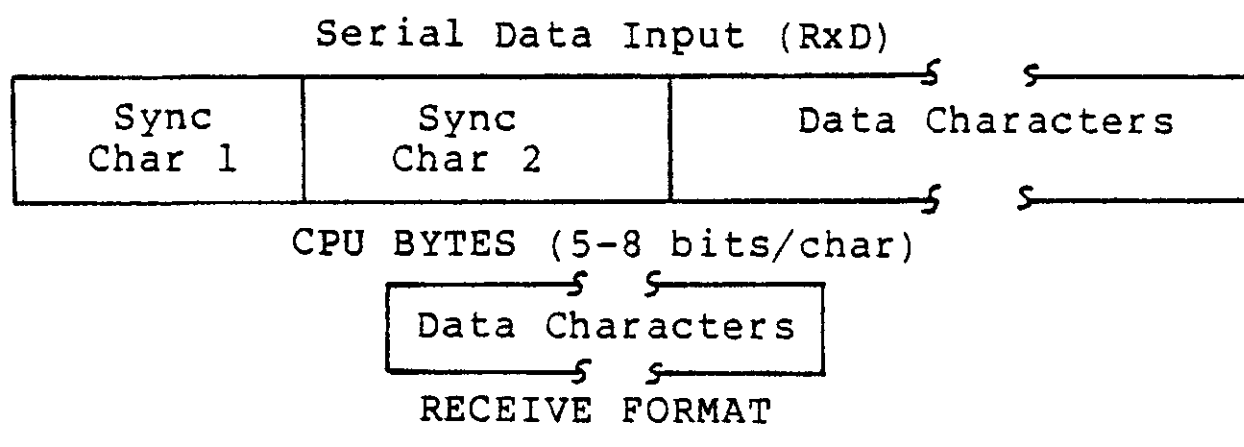 Serial Data Input (RxD)
Sync Char 1
Sync Char 2
Data Characters
CPU BYTES (5-8 bits/char)
Data Characters
RECEIVE FORMAT